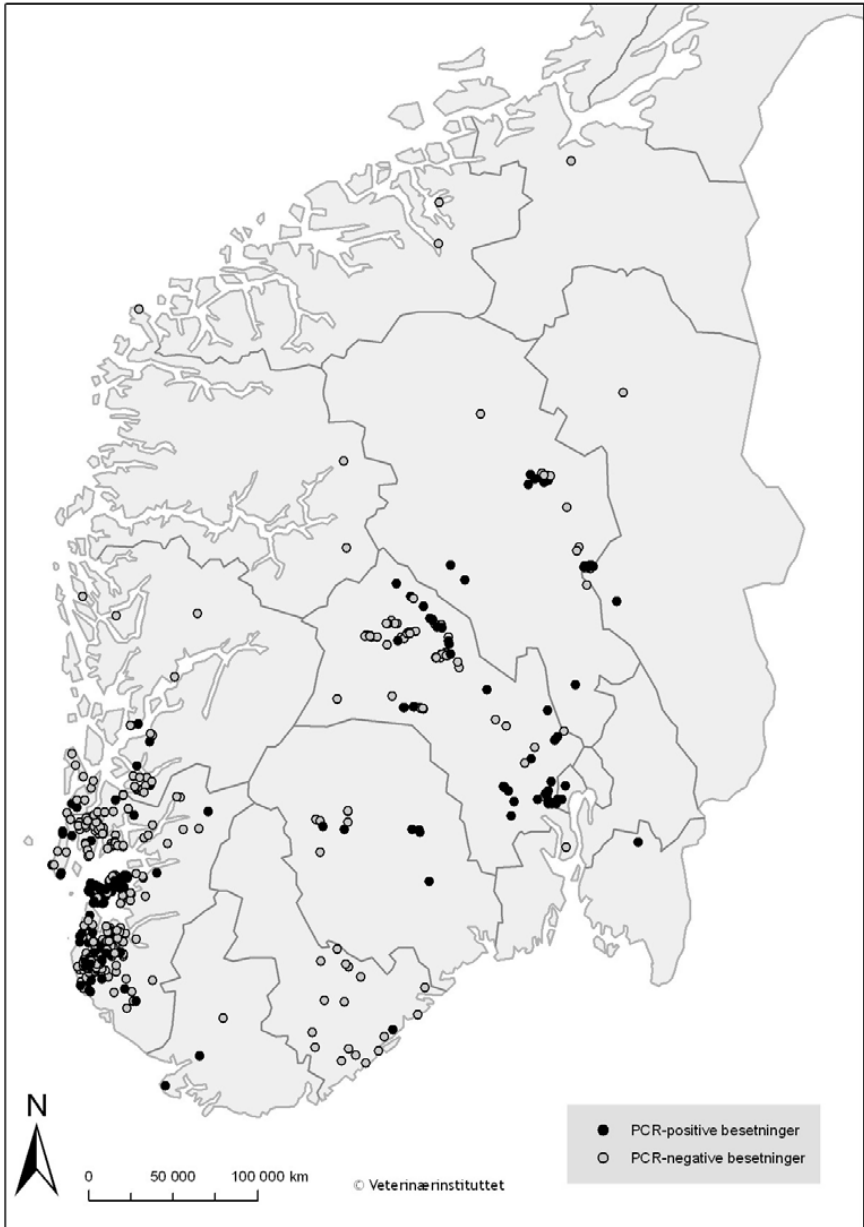 N
0 50 000 100 000 km
© Veterinærinstituttet
PCR-positive besetninger
PCR-negative besetninger